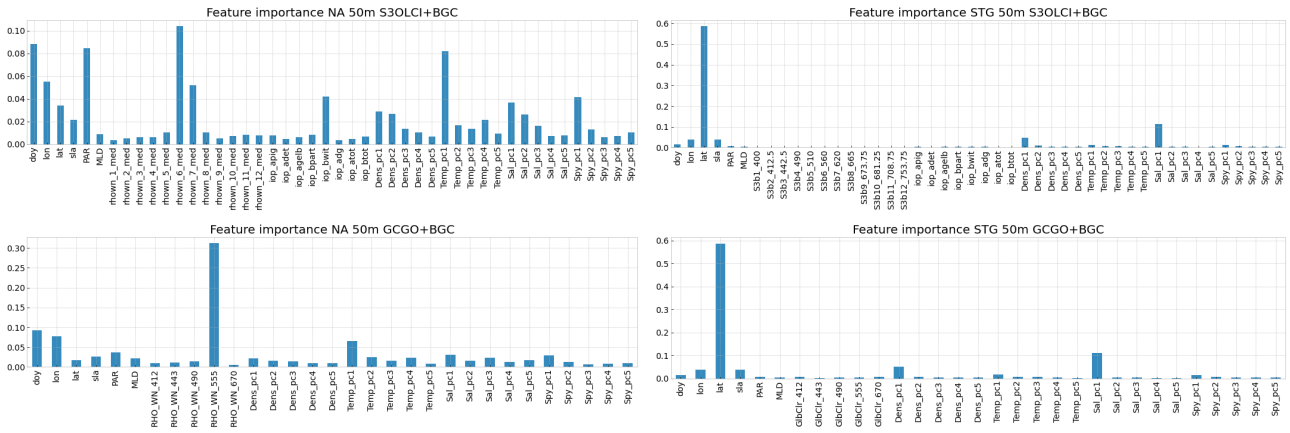 Feature importance NA 50m S3OLCI+BGC
0.10
0.08
0.06
0.04
0.02
0.00
doy
lon
lat
sla
PAR
MLD
rhown_1_med
rhown_2_med
rhown_3_med
rhown_4_med
rhown_5_med
rhown_6_med
rhown_7_med
rhown_8_med
rhown_9_med
rhown_10_med
rhown_11_med
rhown_12_med
iop_apig
iop_adet
iop_agelb
iop_bpart
iop_bwit
iop_adg
iop_atot
iop_btot
Dens_pc1
Dens_pc2
Dens_pc3
Dens_pc4
Dens_pc5
Temp_pc1
Temp_pc2
Temp_pc3
Temp_pc4
Temp_pc5
Sal_pc1
Sal_pc2
Sal_pc3
Sal_pc4
Sal_pc5
Spy_pc1
Spy_pc2
Spy_pc3
Spy_pc4
Spy_pc5
Feature importance STG 50m S3OLCI+BGC
0.6
0.5
0.4
0.3
0.2
0.1
0.0
doy
lon
lat
sla
PAR
MLD
S3b1_400
S3b2_412.5
S3b3_442.5
S3b4_490
S3b5_510
S3b6_560
S3b7_620
S3b8_665
S3b9_673.75
S3b10_681.25
S3b11_708.75
S3b12_753.75
iop_apig
iop_adet
iop_agelb
iop_bpart
iop_bwit
iop_adg
iop_atot
iop_btot
Dens_pc1
Dens_pc2
Dens_pc3
Dens_pc4
Dens_pc5
Temp_pc1
Temp_pc2
Temp_pc3
Temp_pc4
Temp_pc5
Sal_pc1
Sal_pc2
Sal_pc3
Sal_pc4
Sal_pc5
Spy_pc1
Spy_pc2
Spy_pc3
Spy_pc4
Spy_pc5
Feature importance NA 50m GCGO+BGC
0.30
0.25
0.20
0.15
0.10
0.05
0.00
doy
lon
lat
sla
PAR
MLD
RHO_WN_412
RHO_WN_443
RHO_WN_490
RHO_WN_555
RHO_WN_670
Dens_pc1
Dens_pc2
Dens_pc3
Dens_pc4
Dens_pc5
Temp_pc1
Temp_pc2
Temp_pc3
Temp_pc4
Temp_pc5
Sal_pc1
Sal_pc2
Sal_pc3
Sal_pc4
Sal_pc5
Spy_pc1
Spy_pc2
Spy_pc3
Spy_pc4
Spy_pc5
Feature importance STG 50m GCGO+BGC
0.6
0.5
0.4
0.3
0.2
0.1
0.0
doy
lon
lat
sla
PAR
MLD
GlbClr_412
GlbClr_443
GlbClr_490
GlbClr_555
GlbClr_670
Dens_pc1
Dens_pc2
Dens_pc3
Dens_pc4
Dens_pc5
Temp_pc1
Temp_pc2
Temp_pc3
Temp_pc4
Temp_pc5
Sal_pc1
Sal_pc2
Sal_pc3
Sal_pc4
Sal_pc5
Spy_pc1
Spy_pc2
Spy_pc3
Spy_pc4
Spy_pc5